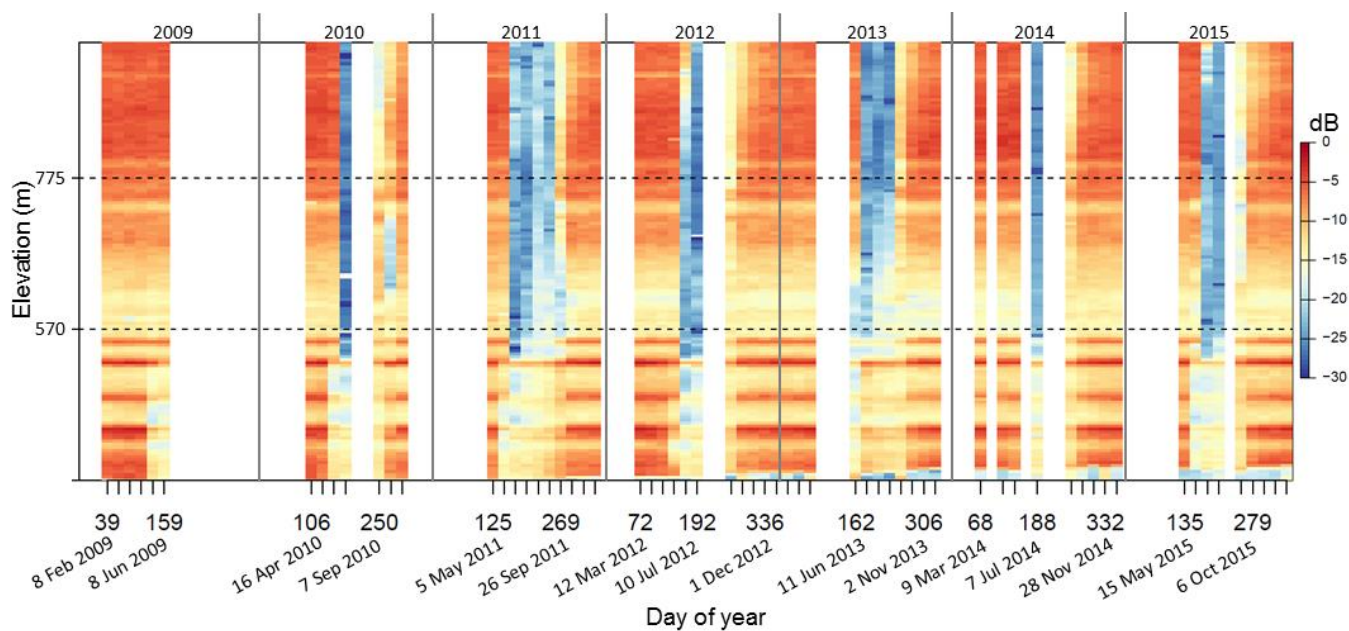 2009 2010 2011 2012 2013 2014 2015
dB
0
−5
−10
−15
−20
−25
−30
Elevation (m)
775
570
39 159 106 250 125 269 72 192 336 162 306 68 188 332 135 279
8 Feb 2009 8 Jun 2009 16 Apr 2010 7 Sep 2010 5 May 2011 26 Sep 2011 12 Mar 2012 10 Jul 2012 1 Dec 2012 11 Jun 2013 2 Nov 2013 9 Mar 2014 7 Jul 2014 28 Nov 2014 15 May 2015 6 Oct 2015
Day of year